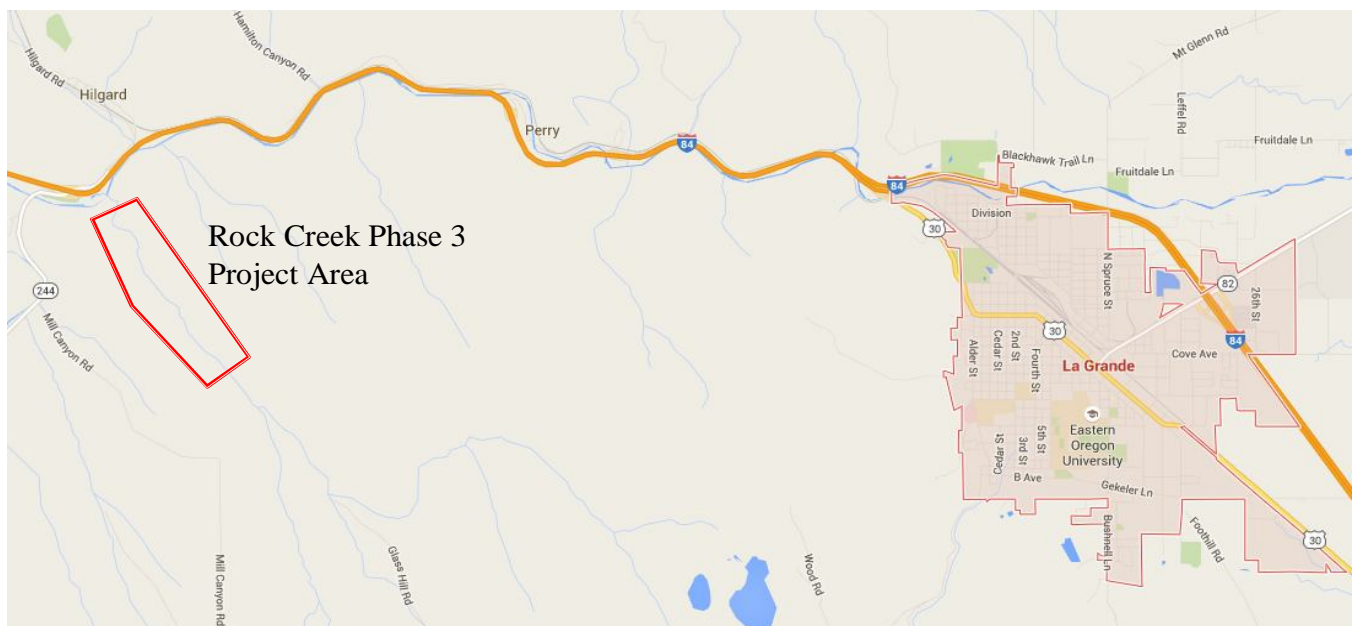 Hamilton Canyon Rd
Mt Glenn Rd
Hilgard Rd
Hilgard
Leffel Rd
Perry
84
Fruitdale Ln
Blackhawk Trail Ln
Fruitdale Ln
84
Division
30
Rock Creek Phase 3
Project Area
N Spruce St
82
26th St
244
Mill Canyon Rd
30
84
Alder St
Cedar St
2nd St
Fourth St
Cove Ave
La Grande
Eastern
Oregon
University
5th St
3rd St
Cedar St
B Ave
Gekeler Ln
Bushnell Ln
Foothill Rd
30
Mill Canyon Rd
Glass Hill Rd
Wood Rd